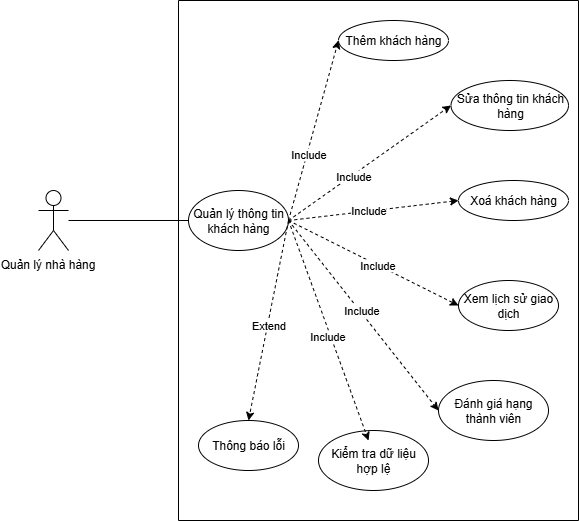 Thêm khách hàng
Sửa thông tin khách
hàng
Include
Include
Xoá khách hàng
Include
Quản lý thông tin
khách hàng
Quản lý nhà hàng
Include
Xem lịch sử giao
dịch
Include
Extend
Include
Đánh giá hạng
thành viên
Thông báo lỗi
Kiểm tra dữ liệu
hợp lệ